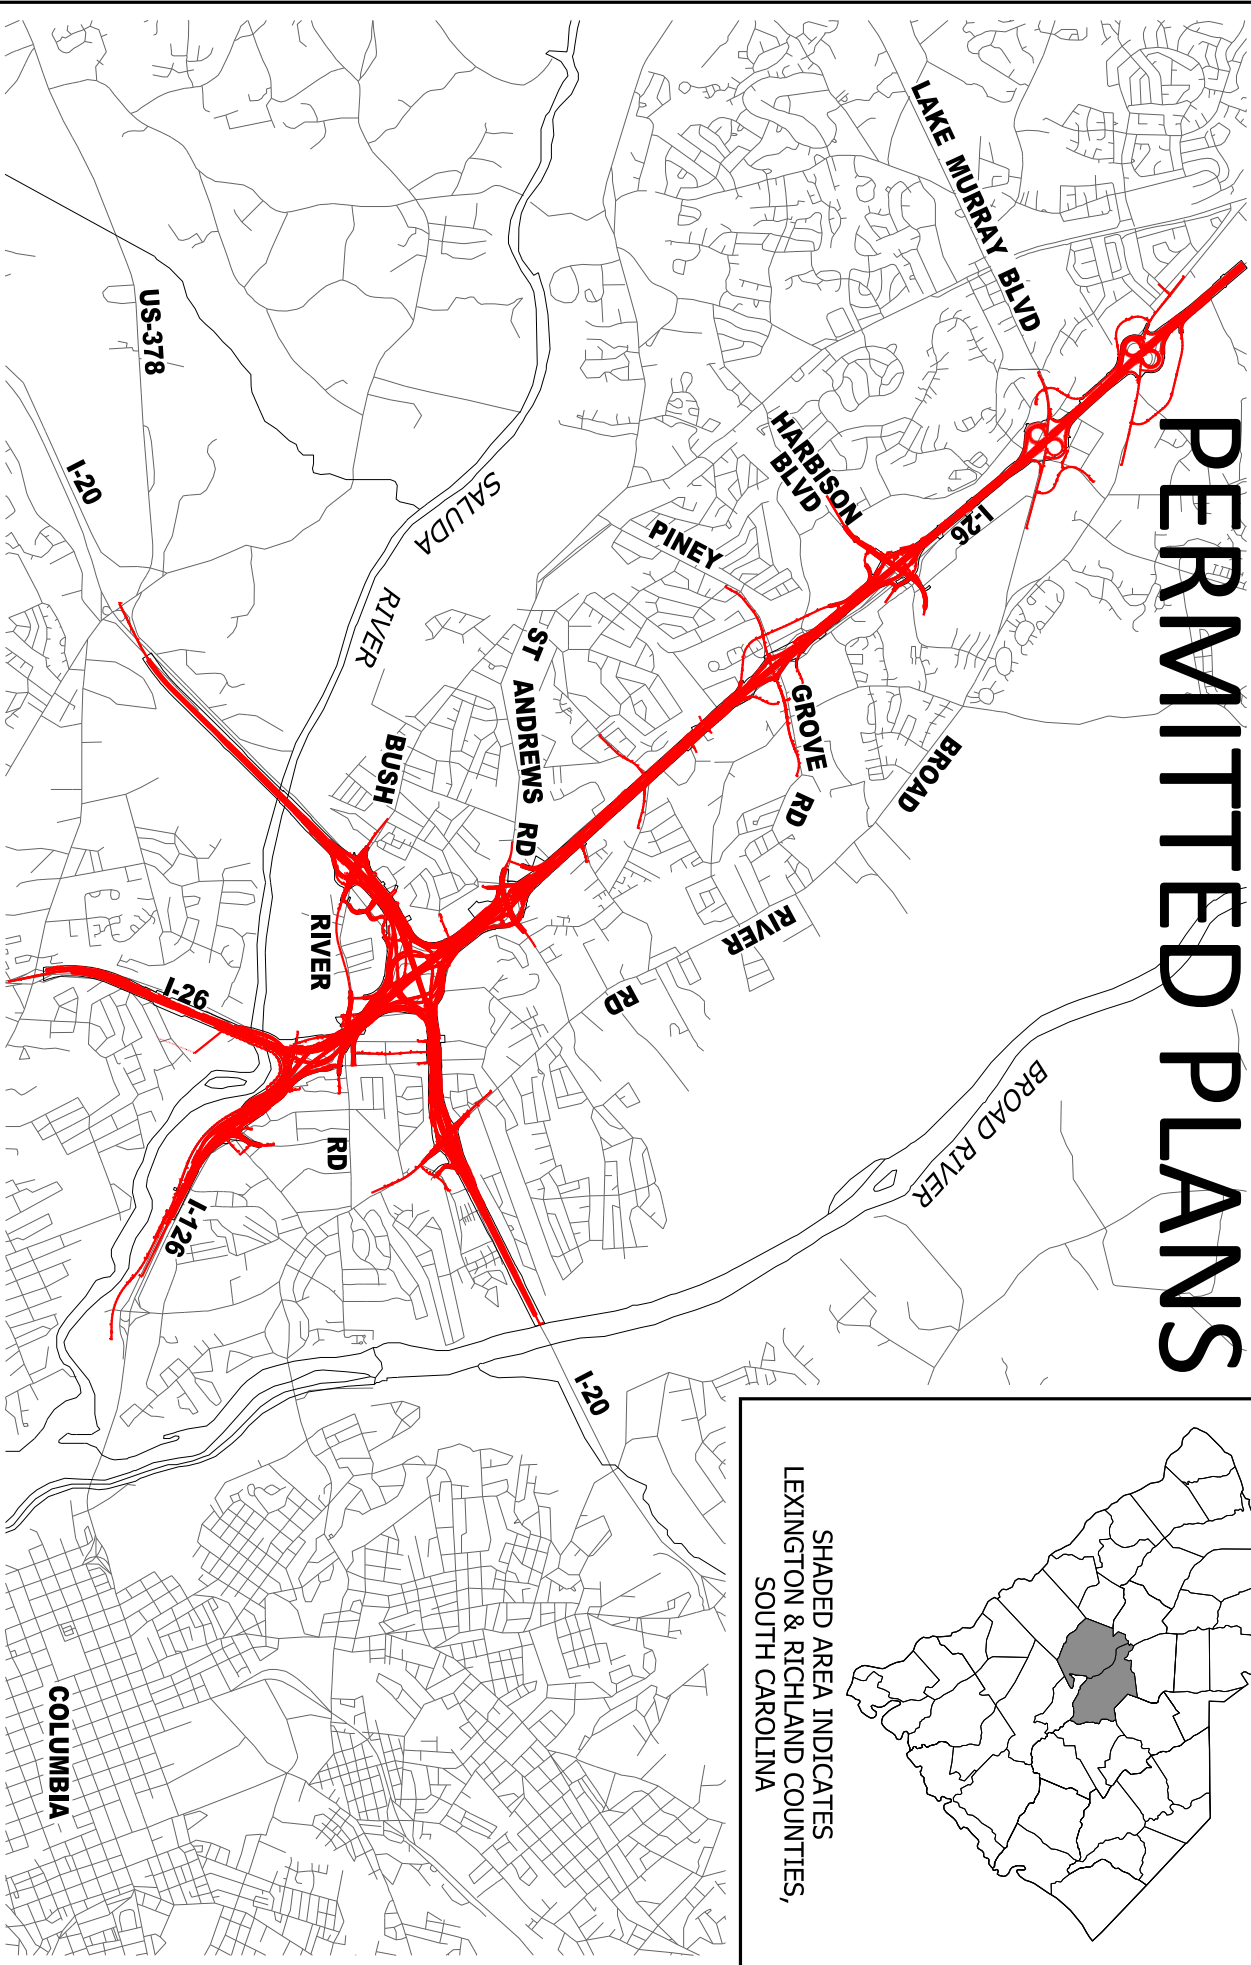 PERMITTED PLANS
LAKE MURRAY BLVD
I-26
HARBISON
BLVD
PINEY
GROVE
RD
BROAD
RIVER
RD
BROAD RIVER
SALUDA
RIVER
ST
ANDREWS
RD
BUSH
RIVER
RD
US-378
I-20
I-26
I-126
I-20
COLUMBIA
SHADED AREA INDICATES
LEXINGTON & RICHLAND COUNTIES,
SOUTH CAROLINA